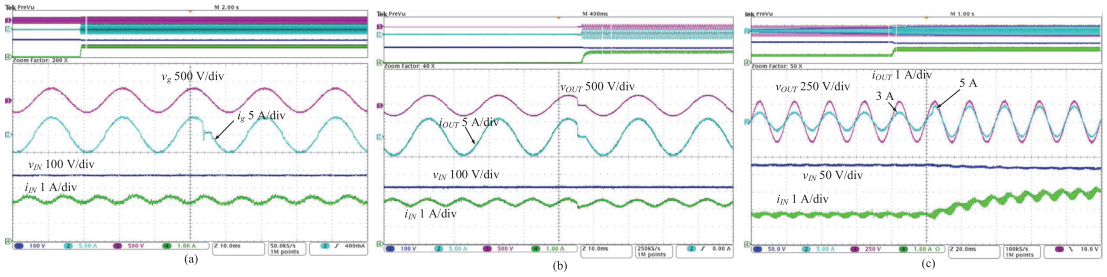 Tek PreVu
M 2.00 s
Zoom Factor: 200 X
v_g 500 V/div
i_g 5 A/div
v_IN 100 V/div
i_IN 1 A/div
100 V
5.00 A
500 V
1.00 A
Z 10.0ms
50.0kS/s
1M points
400mA
(a)
Tek PreVu
M 400ms
Zoom Factor: 40 X
v_OUT 500 V/div
i_OUT 5 A/div
v_IN 100 V/div
i_IN 1 A/div
100 V
5.00 A
500 V
1.00 A
Z 10.0ms
250kS/s
1M points
0.00 A
(b)
Tek PreVu
M 1.00 s
Zoom Factor: 50 X
i_OUT 1 A/div
v_OUT 250 V/div
3 A
5 A
v_IN 50 V/div
i_IN 1 A/div
50.0 V
5.00 A
250 V
1.00 A
Z 20.0ms
100kS/s
1M points
10.0 V
(c)